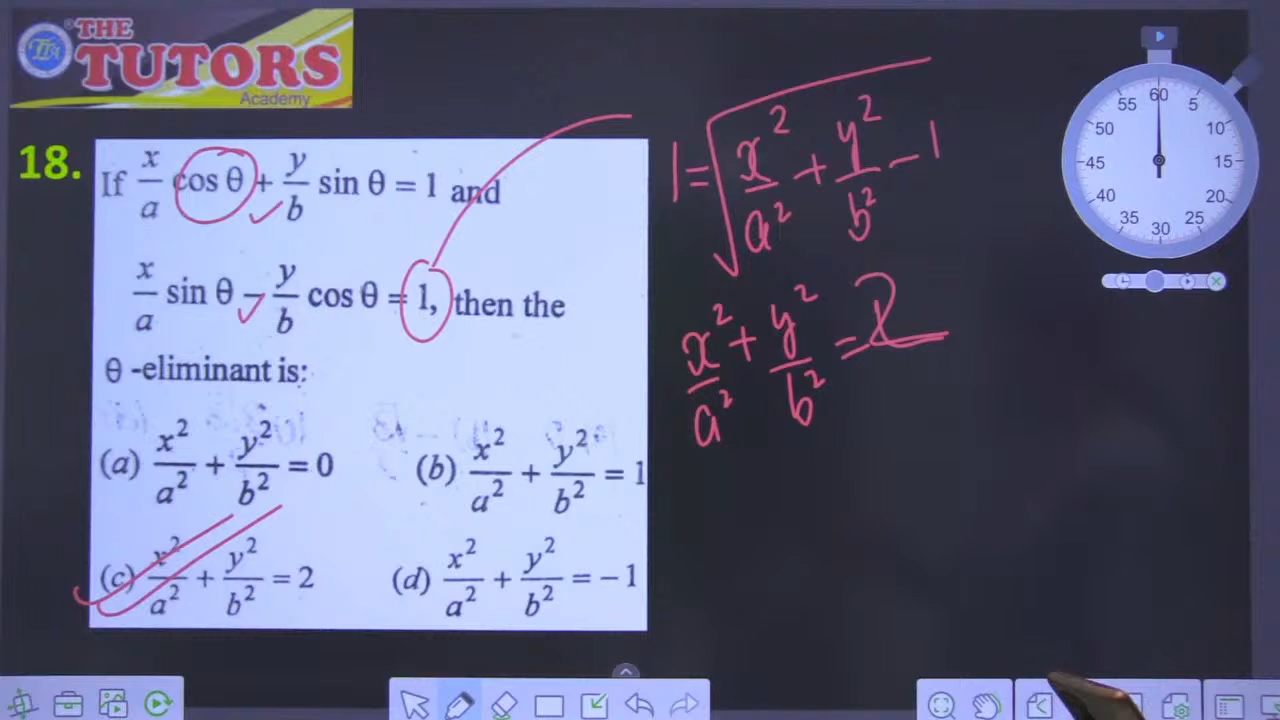 THE
®
TUTORS
Academy
TTA
18.
If x/a cos θ + y/b sin θ = 1 and
x/a sin θ − y/b cos θ = 1, then the
θ -eliminant is:
(a) x²/a² + y²/b² = 0
(b) x²/a² + y²/b² = 1
(c) x²/a² + y²/b² = 2
(d) x²/a² + y²/b² = −1
1 = √(x²/a² + y²/b² − 1)
x²/a² + y²/b² = 2
60
5
10
15
20
25
30
35
40
45
50
55